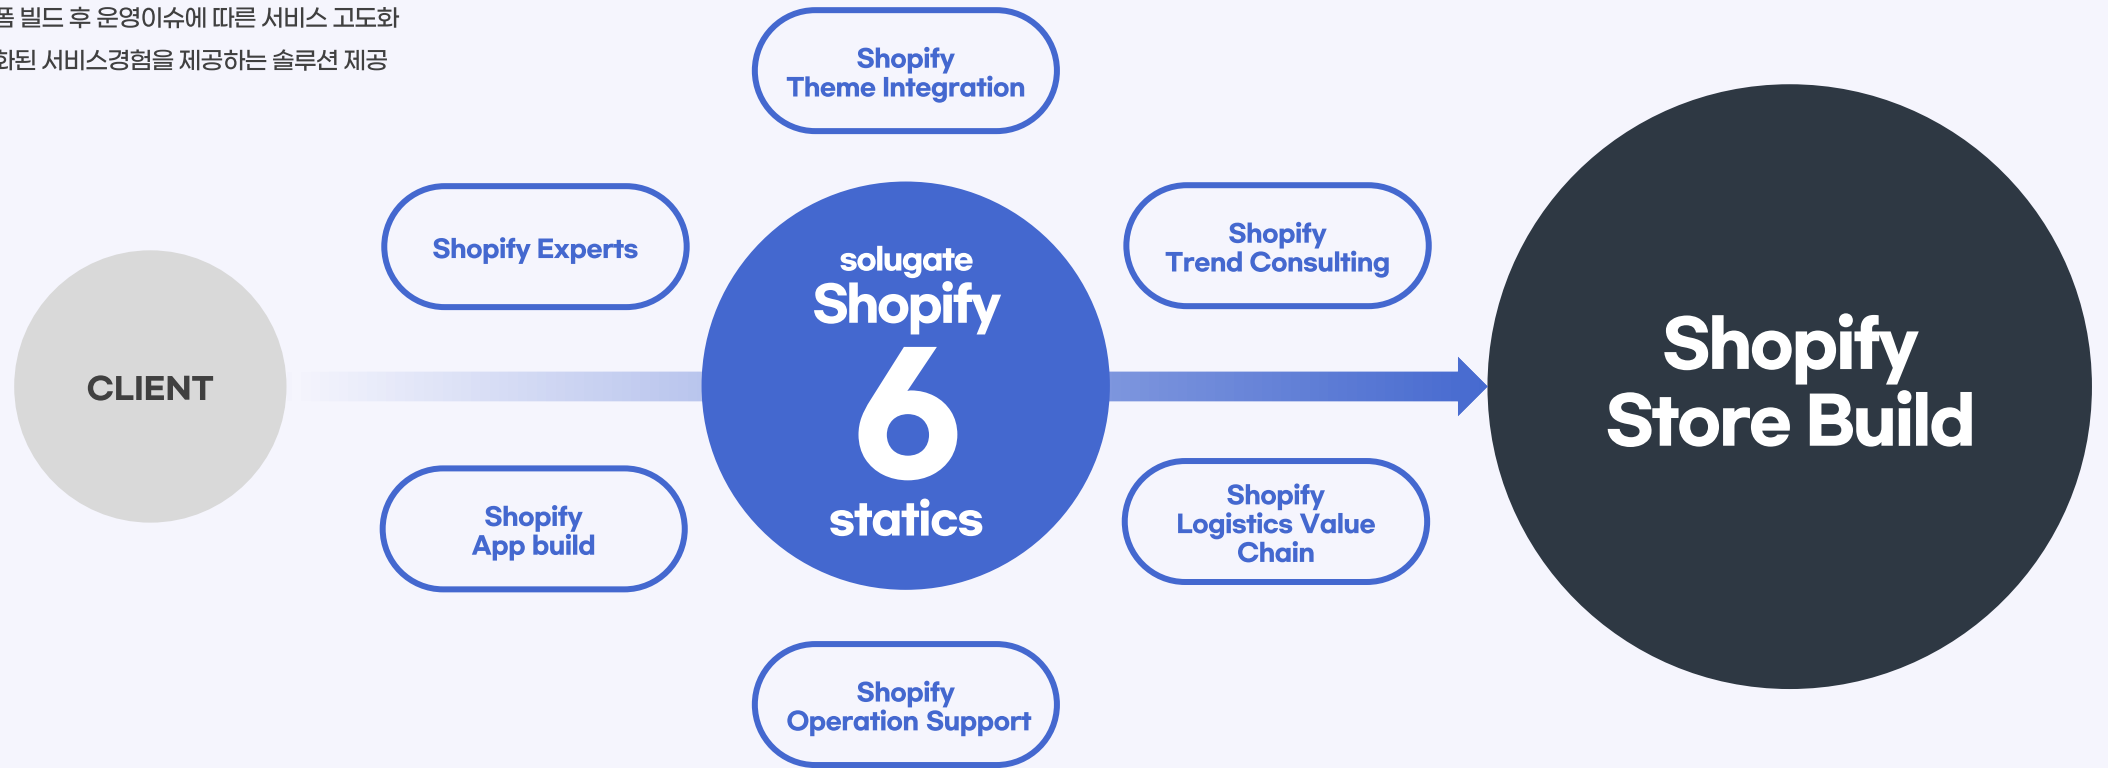 폼 빌드 후 운영이슈에 따른 서비스 고도화
화된 서비스경험을 제공하는 솔루션 제공
Shopify
Theme Integration
Shopify Experts
Shopify
Trend Consulting
CLIENT
solugate
Shopify
6
statics
Shopify
Store Build
Shopify
App build
Shopify
Logistics Value
Chain
Shopify
Operation Support